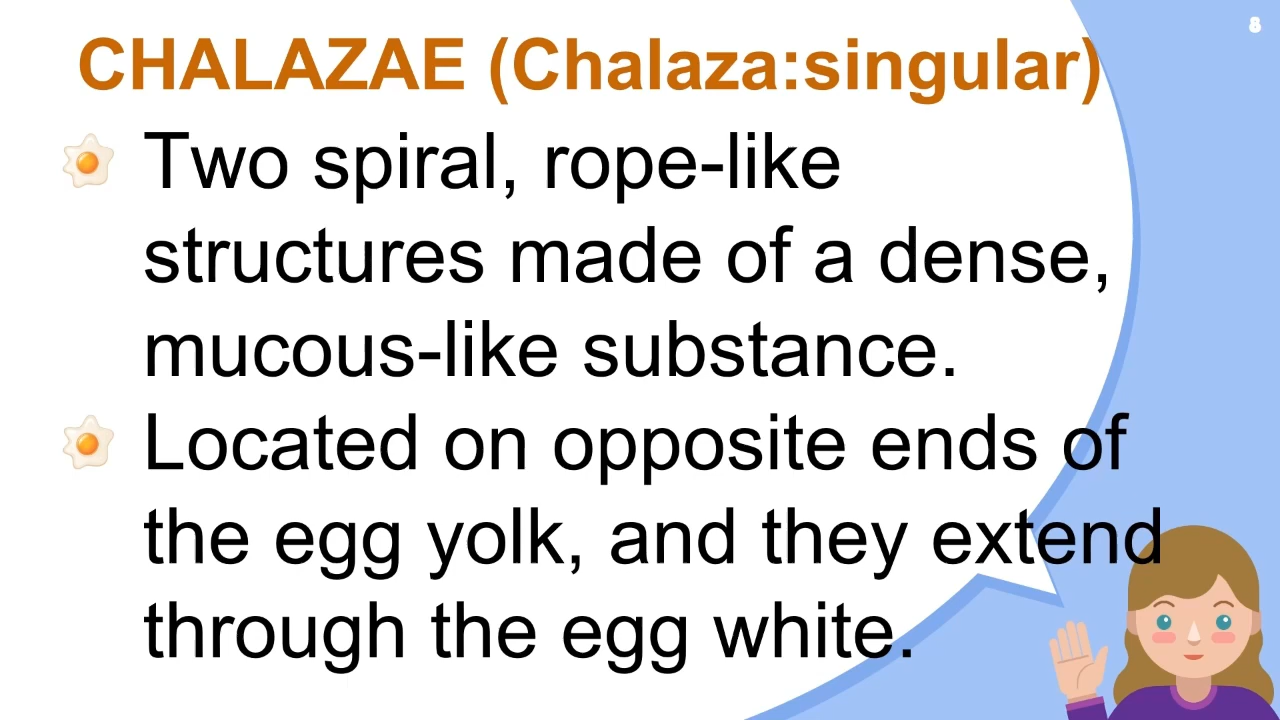 8
CHALAZAE (Chalaza:singular)
Two spiral, rope-like
structures made of a dense,
mucous-like substance.
Located on opposite ends of
the egg yolk, and they extend
through the egg white.